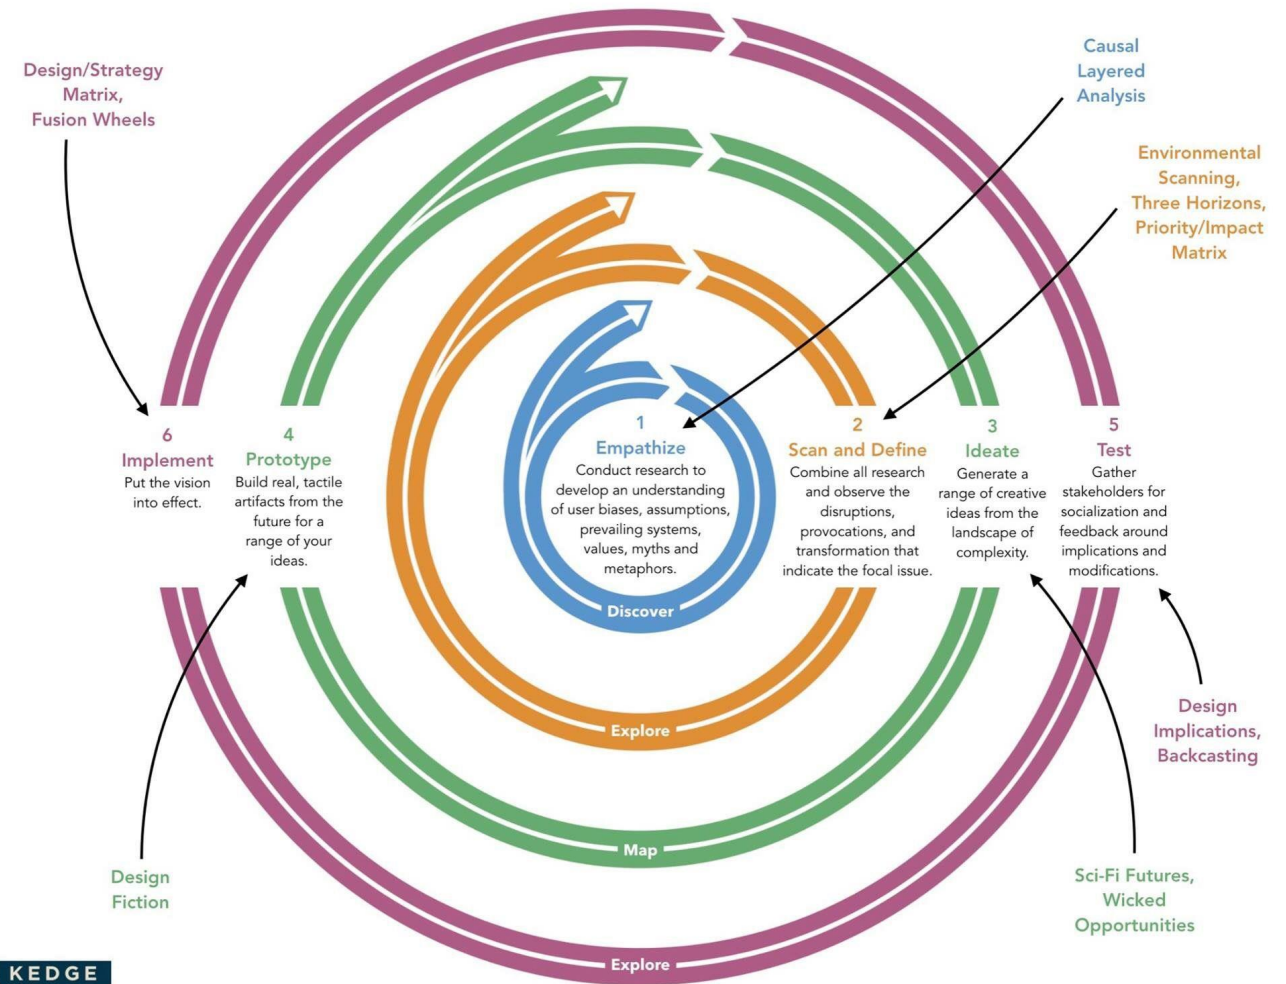 Design/Strategy
Matrix,
Fusion Wheels
Causal
Layered
Analysis
Environmental
Scanning,
Three Horizons,
Priority/Impact
Matrix
6
Implement
Put the vision
into effect.
4
Prototype
Build real, tactile
artifacts from the
future for a
range of your
ideas.
1
Empathize
Conduct research to
develop an understanding
of user biases, assumptions,
prevailing systems,
values, myths and
metaphors.
2
Scan and Define
Combine all research
and observe the
disruptions,
provocations, and
transformation that
indicate the focal issue.
3
Ideate
Generate a
range of creative
ideas from the
landscape of
complexity.
5
Test
Gather
stakeholders for
socialization and
feedback around
implications and
modifications.
Discover
Explore
Map
Explore
Design
Fiction
Design
Implications,
Backcasting
Sci-Fi Futures,
Wicked
Opportunities
KEDGE